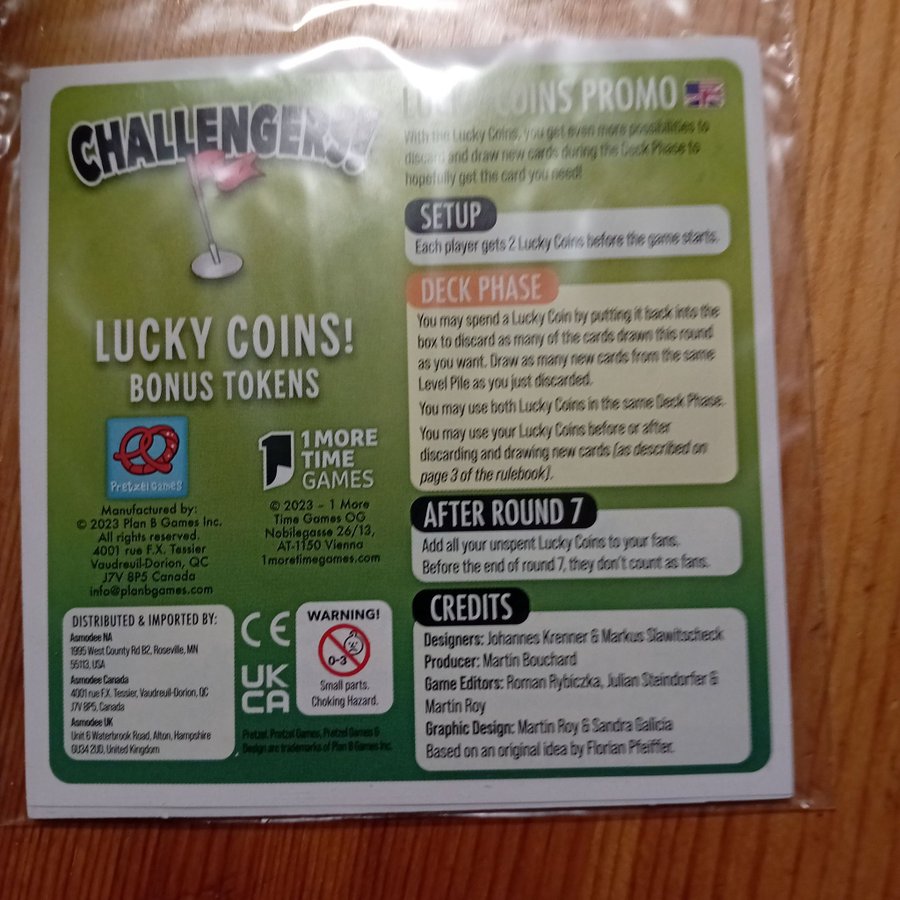 CHALLENGERS!
LUCKY COINS!
BONUS TOKENS
Pretzel Games
Manufactured by:
© 2023 Plan B Games Inc.
All rights reserved.
4001 rue F.X. Tessier
Vaudreuil-Dorion, QC
J7V 8P5 Canada
info@planbgames.com
1 MORE
TIME
GAMES
© 2023 – 1 More
Time Games OG
Nobilegasse 26/13,
AT-1150 Vienna
1moretimegames.com
DISTRIBUTED & IMPORTED BY:
Asmodee NA
1995 West County Rd B2, Roseville, MN
55113, USA
Asmodee Canada
4001 rue F.X. Tessier, Vaudreuil-Dorion, QC
J7V 8P5, Canada
Asmodee UK
Unit 6 Waterbrook Road, Alton, Hampshire
GU34 2UD, United Kingdom
CE
UK
CA
WARNING!
0-3
Small parts.
Choking Hazard.
Pretzel, Pretzel Games, Pretzel Games &
Design are trademarks of Plan B Games Inc.
LUCKY COINS PROMO
With the Lucky Coins, you get even more possibilities to
discard and draw new cards during the Deck Phase to
hopefully get the card you need!
SETUP
Each player gets 2 Lucky Coins before the game starts.
DECK PHASE
You may spend a Lucky Coin by putting it back into the
box to discard as many of the cards drawn this round
as you want. Draw as many new cards from the same
Level Pile as you just discarded.
You may use both Lucky Coins in the same Deck Phase.
You may use your Lucky Coins before or after
discarding and drawing new cards (as described on
page 3 of the rulebook).
AFTER ROUND 7
Add all your unspent Lucky Coins to your fans.
Before the end of round 7, they don't count as fans.
CREDITS
Designers: Johannes Krenner & Markus Slawitscheck
Producer: Martin Bouchard
Game Editors: Roman Rybiczka, Julian Steindorfer &
Martin Roy
Graphic Design: Martin Roy & Sandra Galicia
Based on an original idea by Florian Pfeiffer.